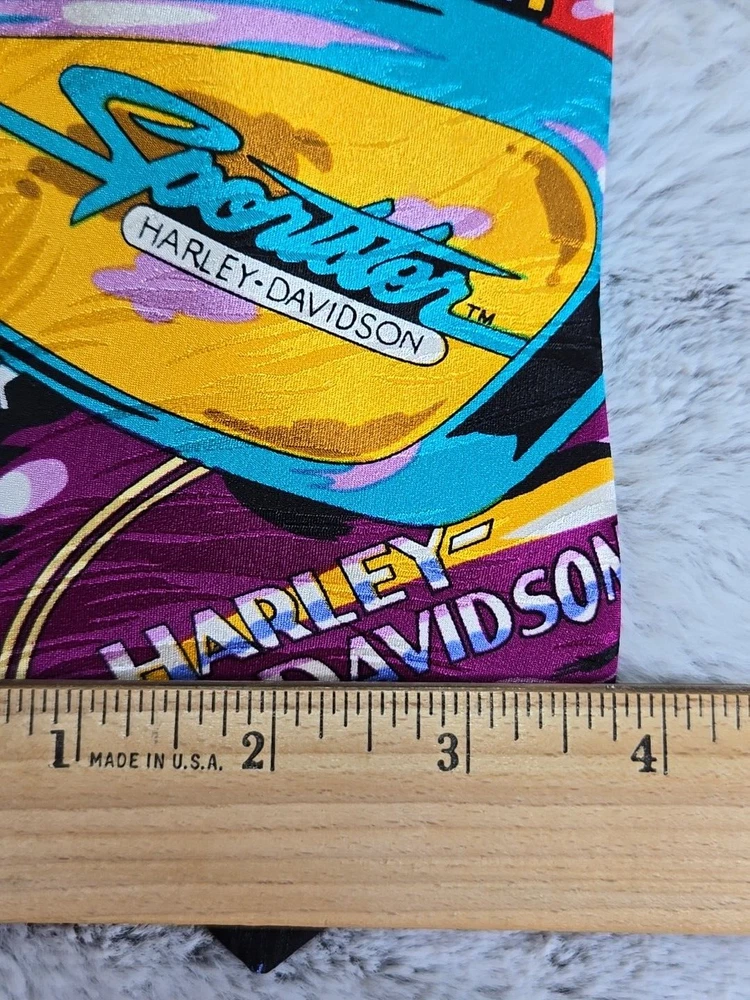 Sportster
HARLEY-DAVIDSON
TM
HARLEY-
DAVIDSON
1 2 3 4
MADE IN U.S.A.